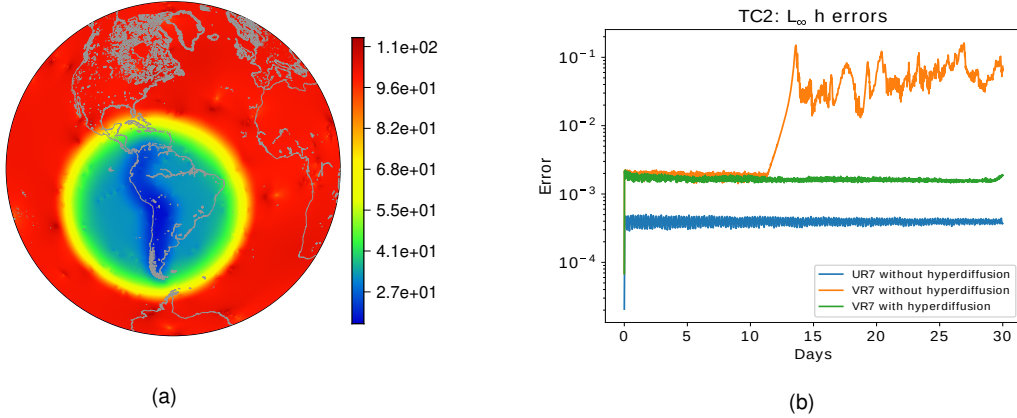 1.1e+02
9.6e+01
8.2e+01
6.8e+01
5.5e+01
4.1e+01
2.7e+01
(a)
TC2: L∞ h errors
Error
10⁻¹
10⁻²
10⁻³
10⁻⁴
UR7 without hyperdiffusion
VR7 without hyperdiffusion
VR7 with hyperdiffusion
0 5 10 15 20 25 30
Days
(b)